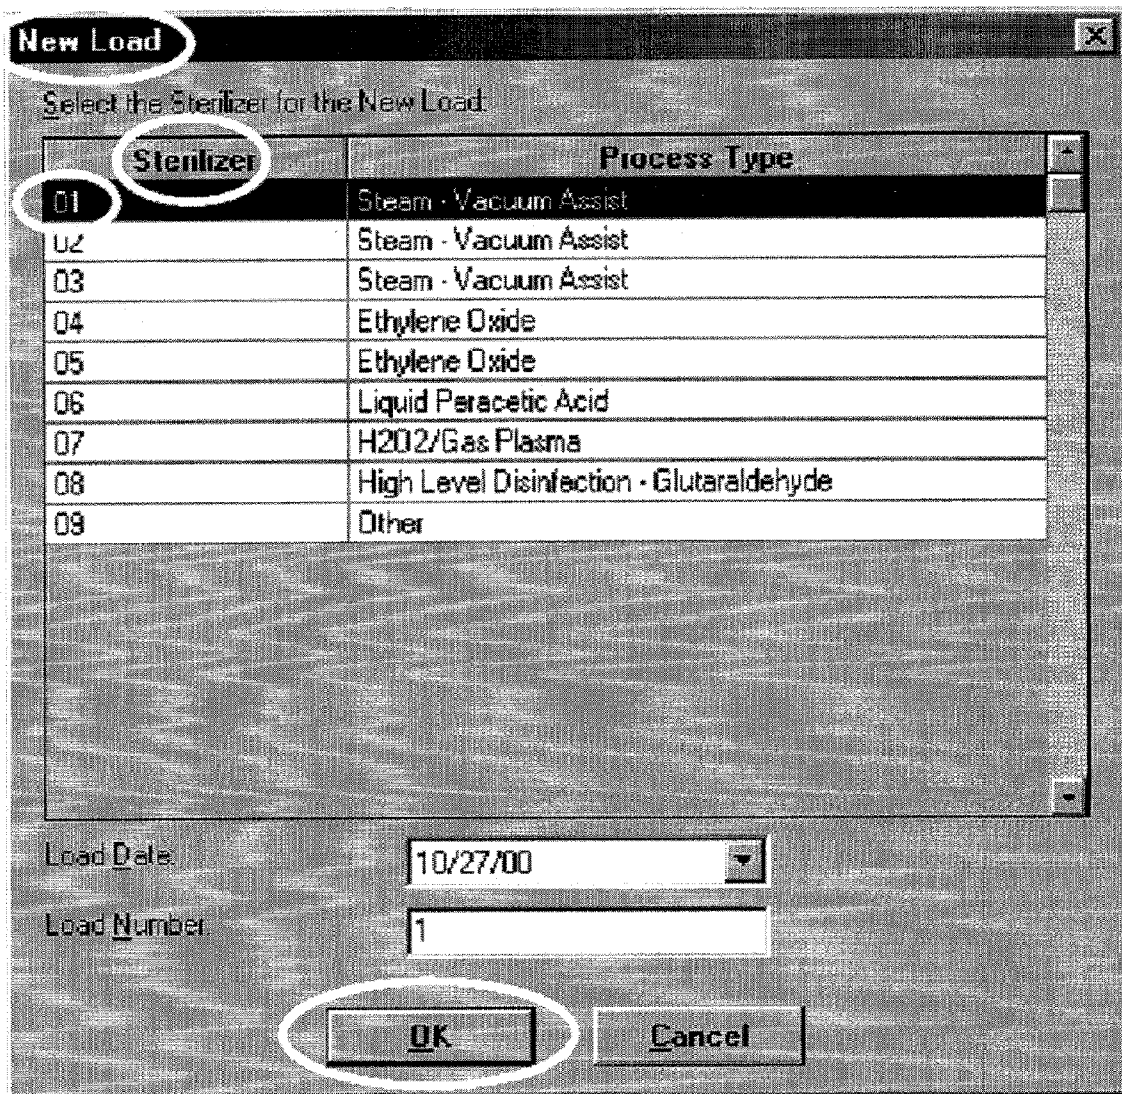 New Load
Select the Sterilizer for the New Load:
Sterilizer Process Type
01 Steam - Vacuum Assist
02 Steam - Vacuum Assist
03 Steam - Vacuum Assist
04 Ethylene Oxide
05 Ethylene Oxide
06 Liquid Peracetic Acid
07 H2O2/Gas Plasma
08 High Level Disinfection - Glutaraldehyde
09 Other
Load Date: 10/27/00
Load Number: 1
OK Cancel